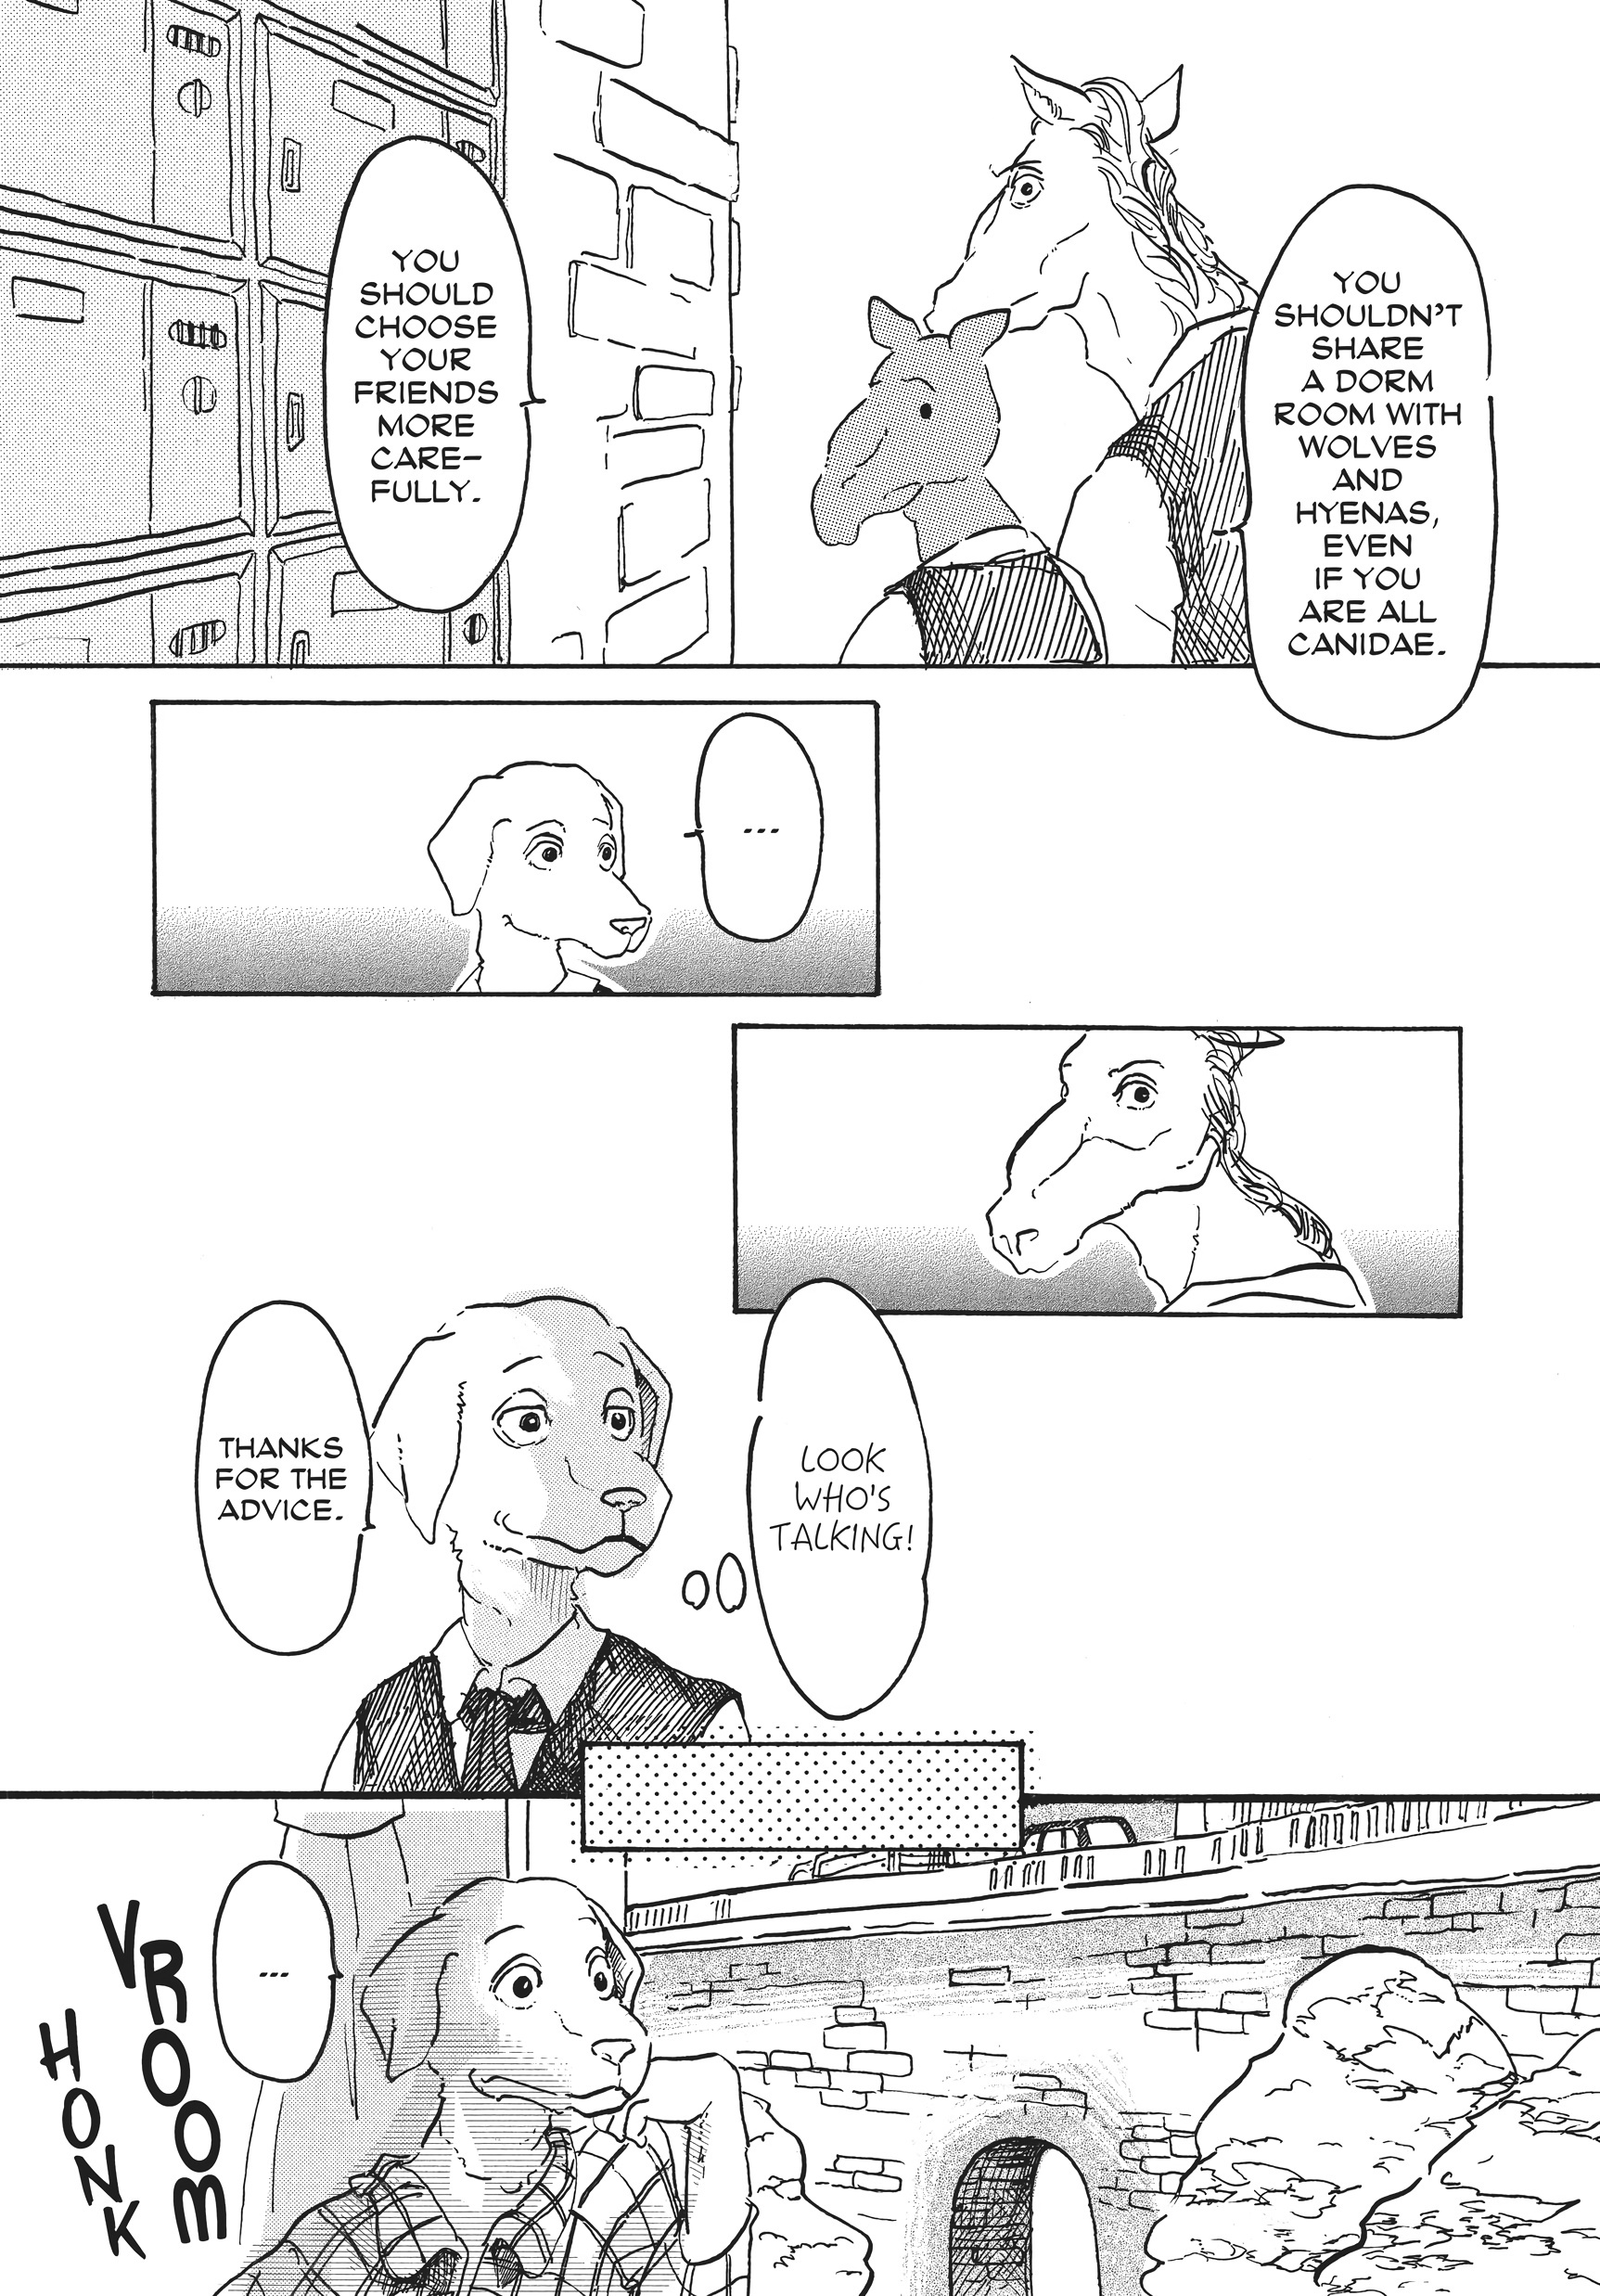 YOU
SHOULDN'T
SHARE
A DORM
ROOM WITH
WOLVES
AND
HYENAS,
EVEN
IF YOU
ARE ALL
CANIDAE.
YOU
SHOULD
CHOOSE
YOUR
FRIENDS
MORE
CARE-
FULLY.
...
LOOK
WHO'S
TALKING!
THANKS
FOR THE
ADVICE.
...
VROOM
HONK